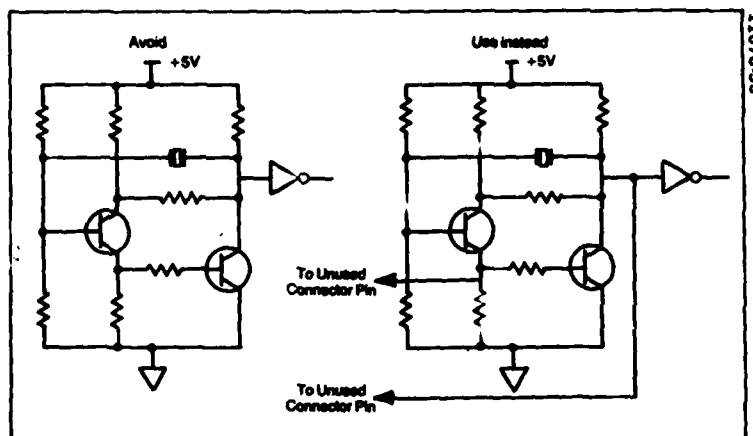 Avoid
+5V
Use instead
+5V
To Unused
Connector Pin
To Unused
Connector Pin